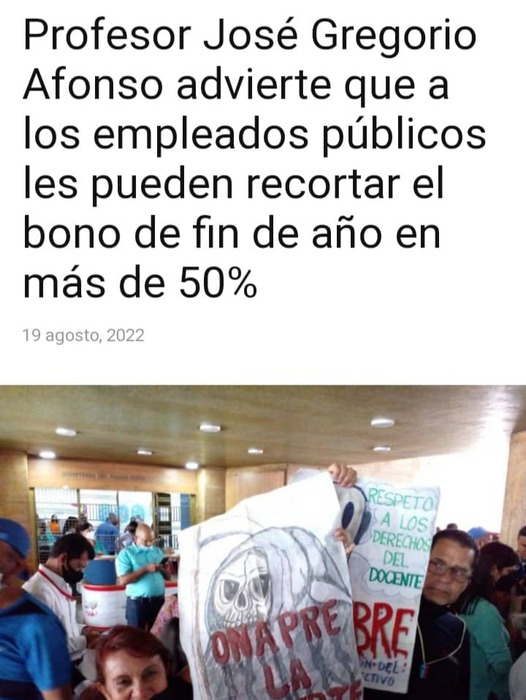 Profesor José Gregorio
Afonso advierte que a
los empleados públicos
les pueden recortar el
bono de fin de año en
más de 50%
19 agosto, 2022
RESPETO
A LOS
DERECHOS
DEL
DOCENTE
ONAPRE
LA
BRE